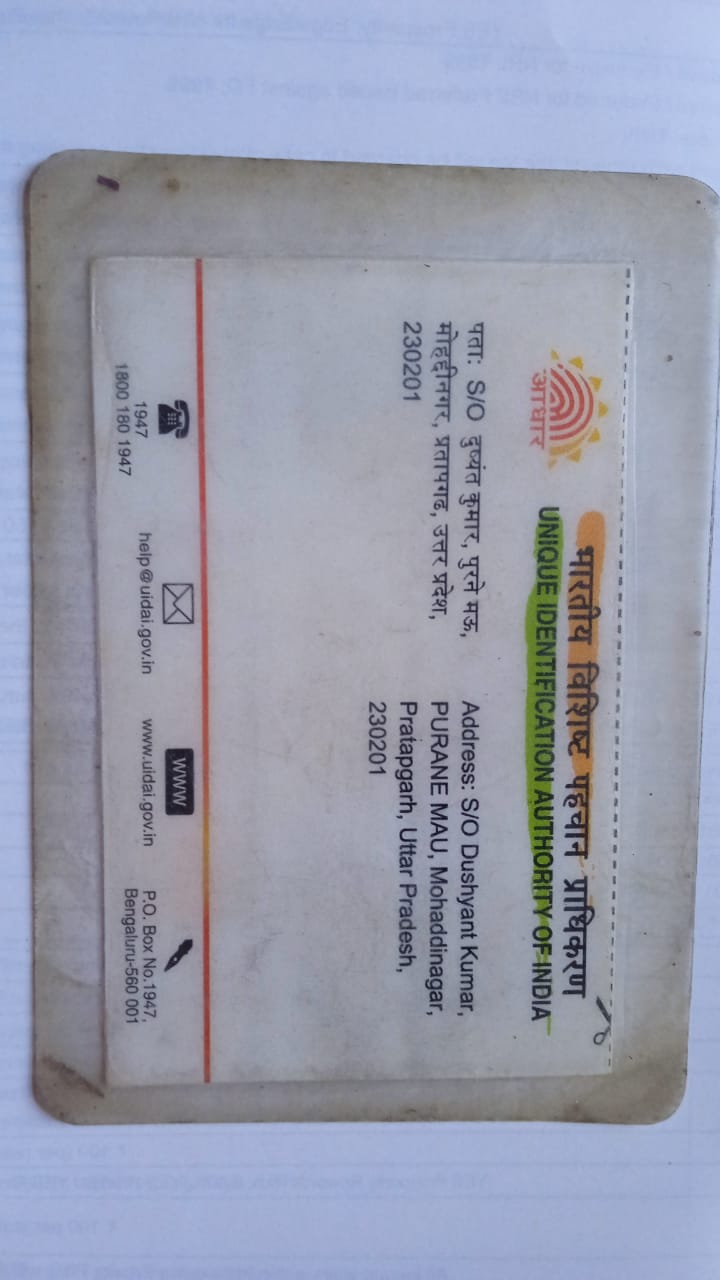 भारतीय विशिष्ट पहचान प्राधिकरण
UNIQUE IDENTIFICATION AUTHORITY OF INDIA
आधार
पता: S/O दुष्यंत कुमार, पुरने मऊ,
मोहद्दीनगर, प्रतापगढ, उत्तर प्रदेश,
230201
Address: S/O Dushyant Kumar,
PURANE MAU, Mohaddinagar,
Pratapgarh, Uttar Pradesh,
230201
1947
1800 180 1947
help@uidai.gov.in
WWW
www.uidai.gov.in
P.O. Box No.1947,
Bengaluru-560 001